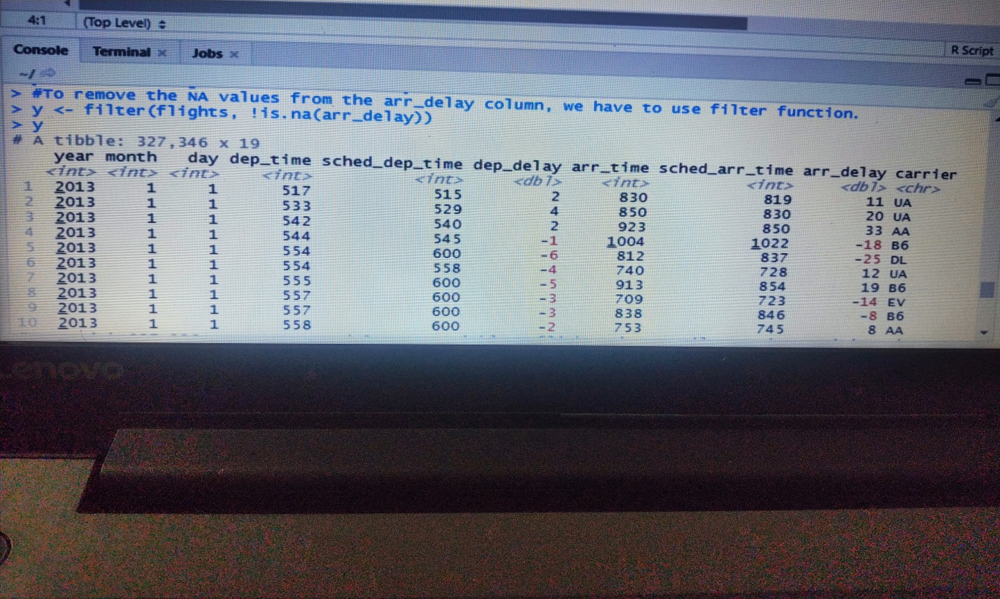 4:1 (Top Level)
R Script
Console Terminal × Jobs ×
~/
> #To remove the NA values from the arr_delay column, we have to use filter function.
> y <- filter(flights, !is.na(arr_delay))
> y
# A tibble: 327,346 x 19
year month day dep_time sched_dep_time dep_delay arr_time sched_arr_time arr_delay carrier
<int> <int> <int> <int> <int> <dbl> <int> <int> <dbl> <chr>
1 2013 1 1 517 515 2 830 819 11 UA
2 2013 1 1 533 529 4 850 830 20 UA
3 2013 1 1 542 540 2 923 850 33 AA
4 2013 1 1 544 545 -1 1004 1022 -18 B6
5 2013 1 1 554 600 -6 812 837 -25 DL
6 2013 1 1 554 558 -4 740 728 12 UA
7 2013 1 1 555 600 -5 913 854 19 B6
8 2013 1 1 557 600 -3 709 723 -14 EV
9 2013 1 1 557 600 -3 838 846 -8 B6
10 2013 1 1 558 600 -2 753 745 8 AA
Lenovo